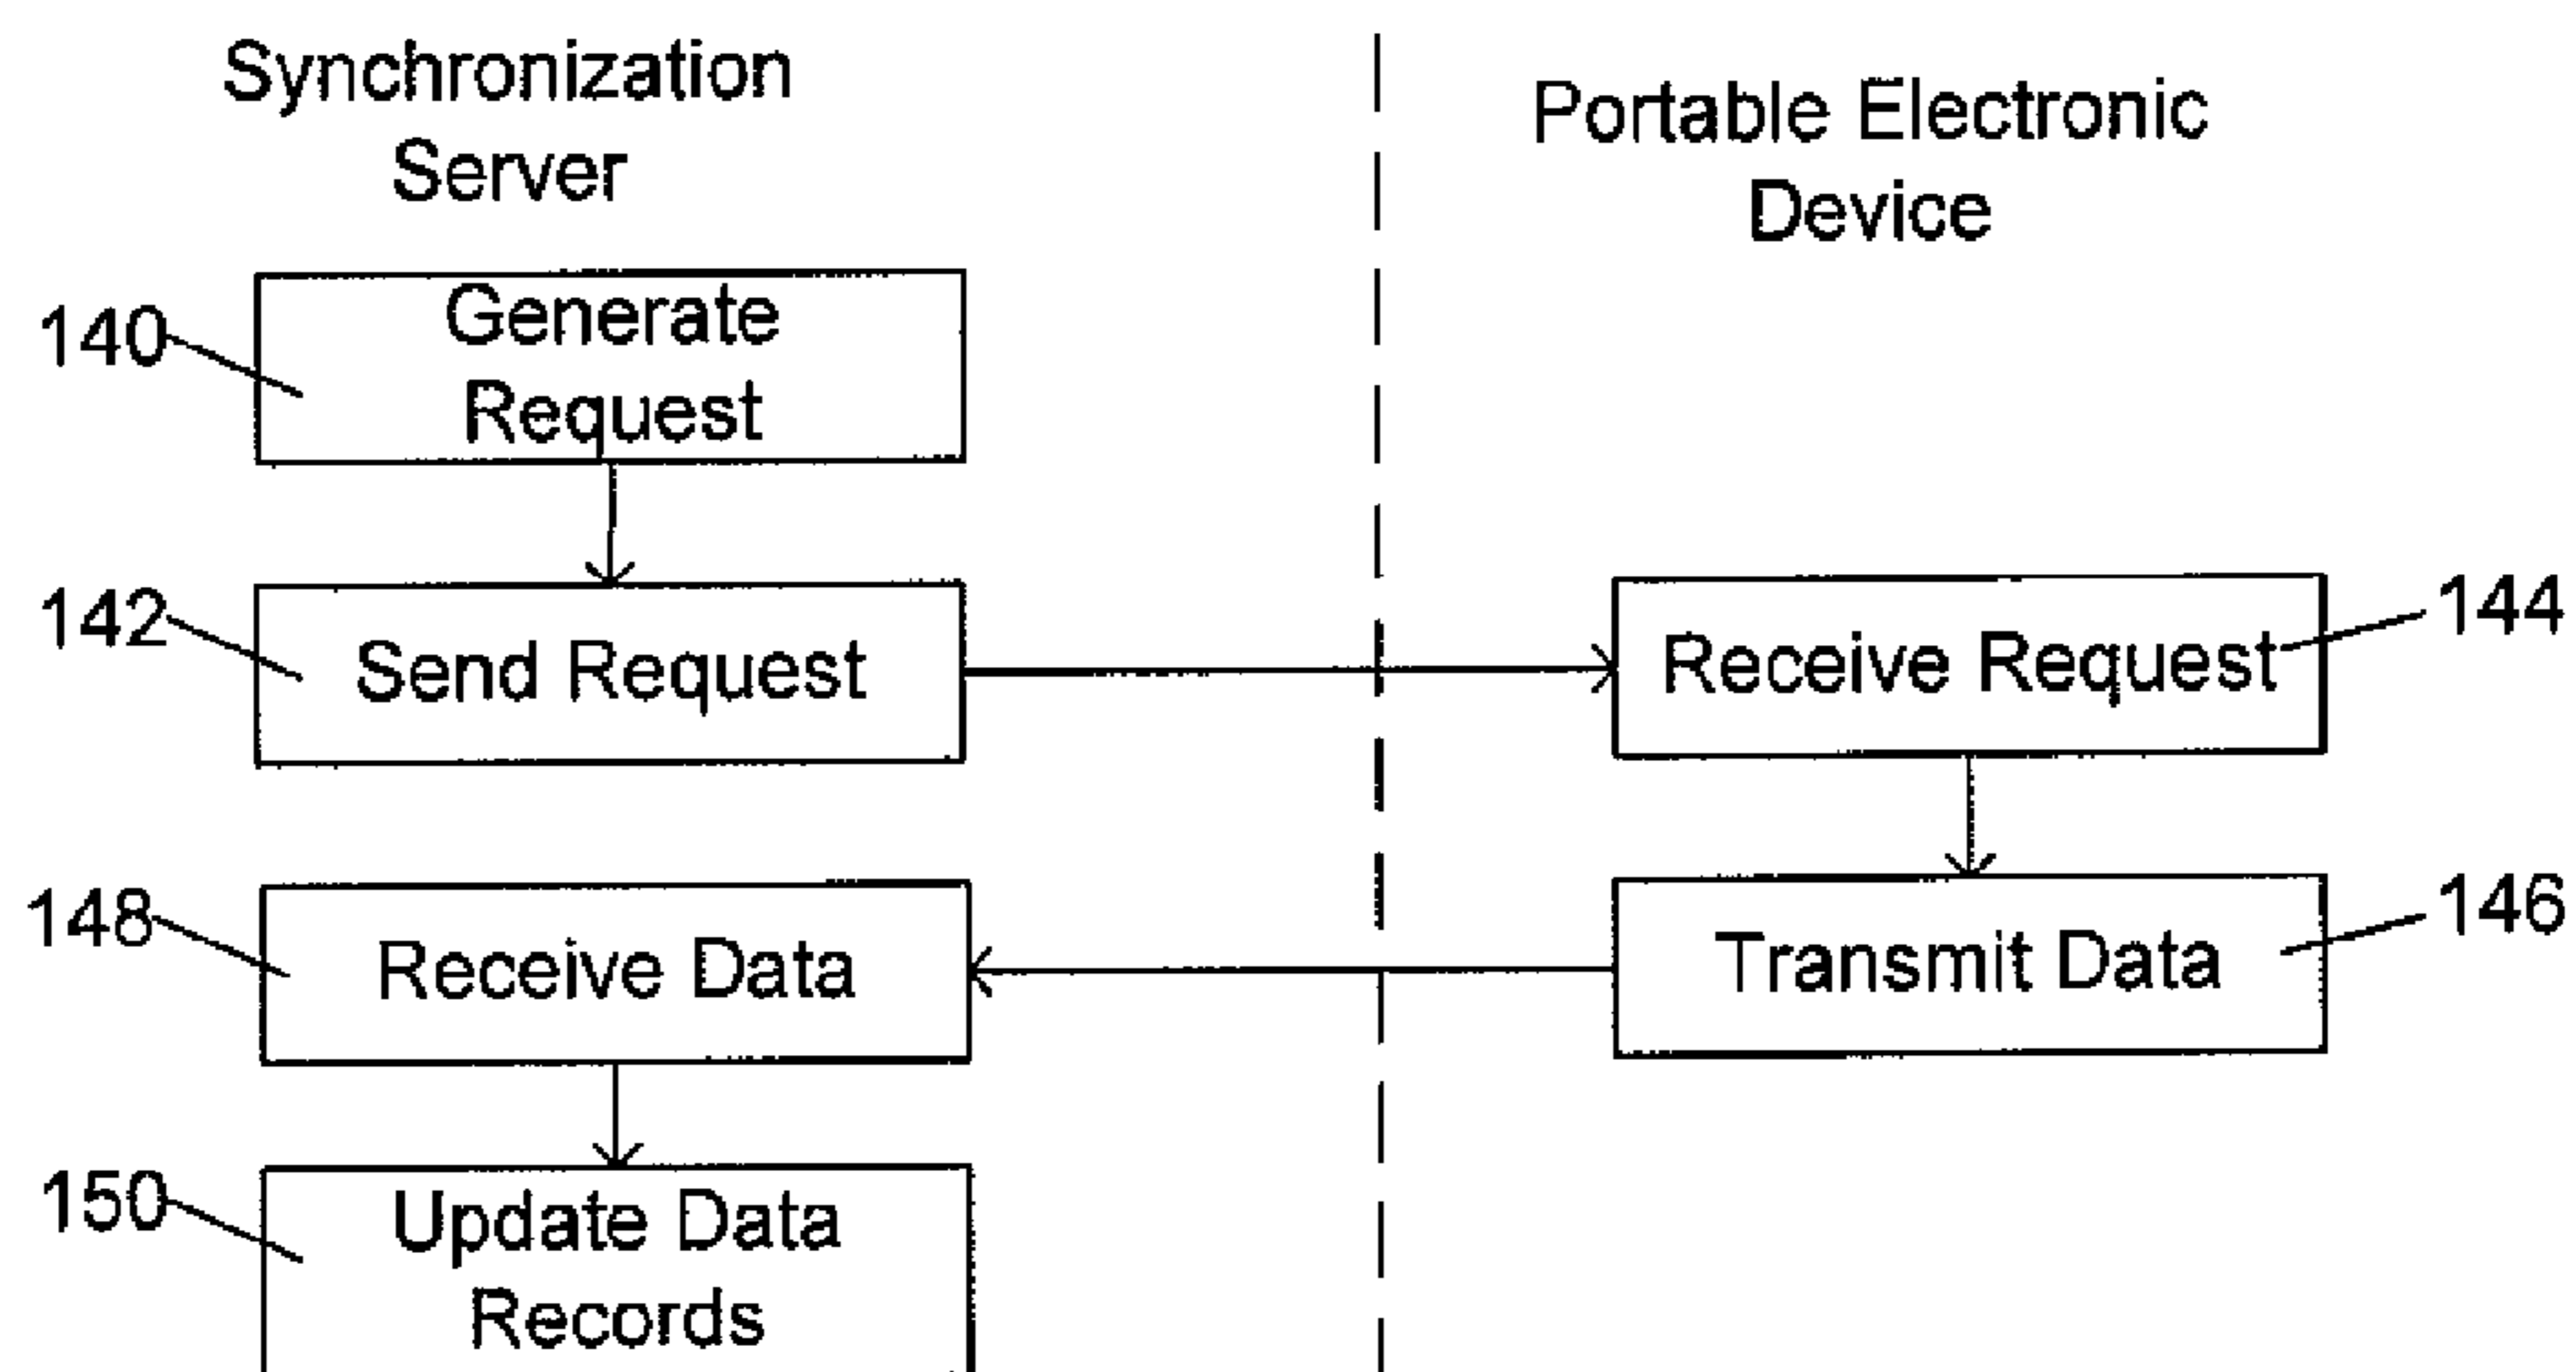 Synchronization
Server
Portable Electronic
Device
140
Generate
Request
142
Send Request
Receive Request
144
148
Receive Data
Transmit Data
146
150
Update Data
Records